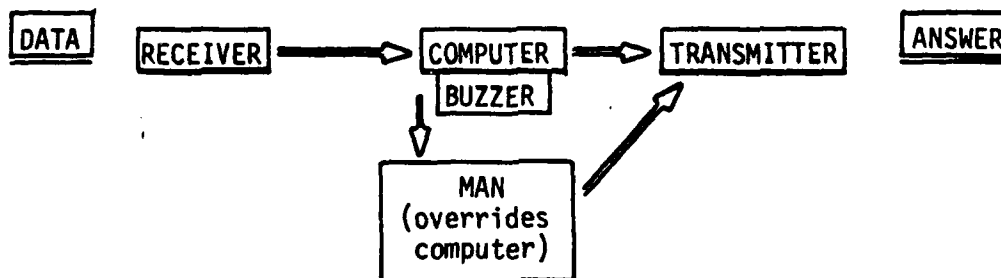 DATA
RECEIVER
COMPUTER
TRANSMITTER
ANSWER
BUZZER
MAN
(overrides
computer)